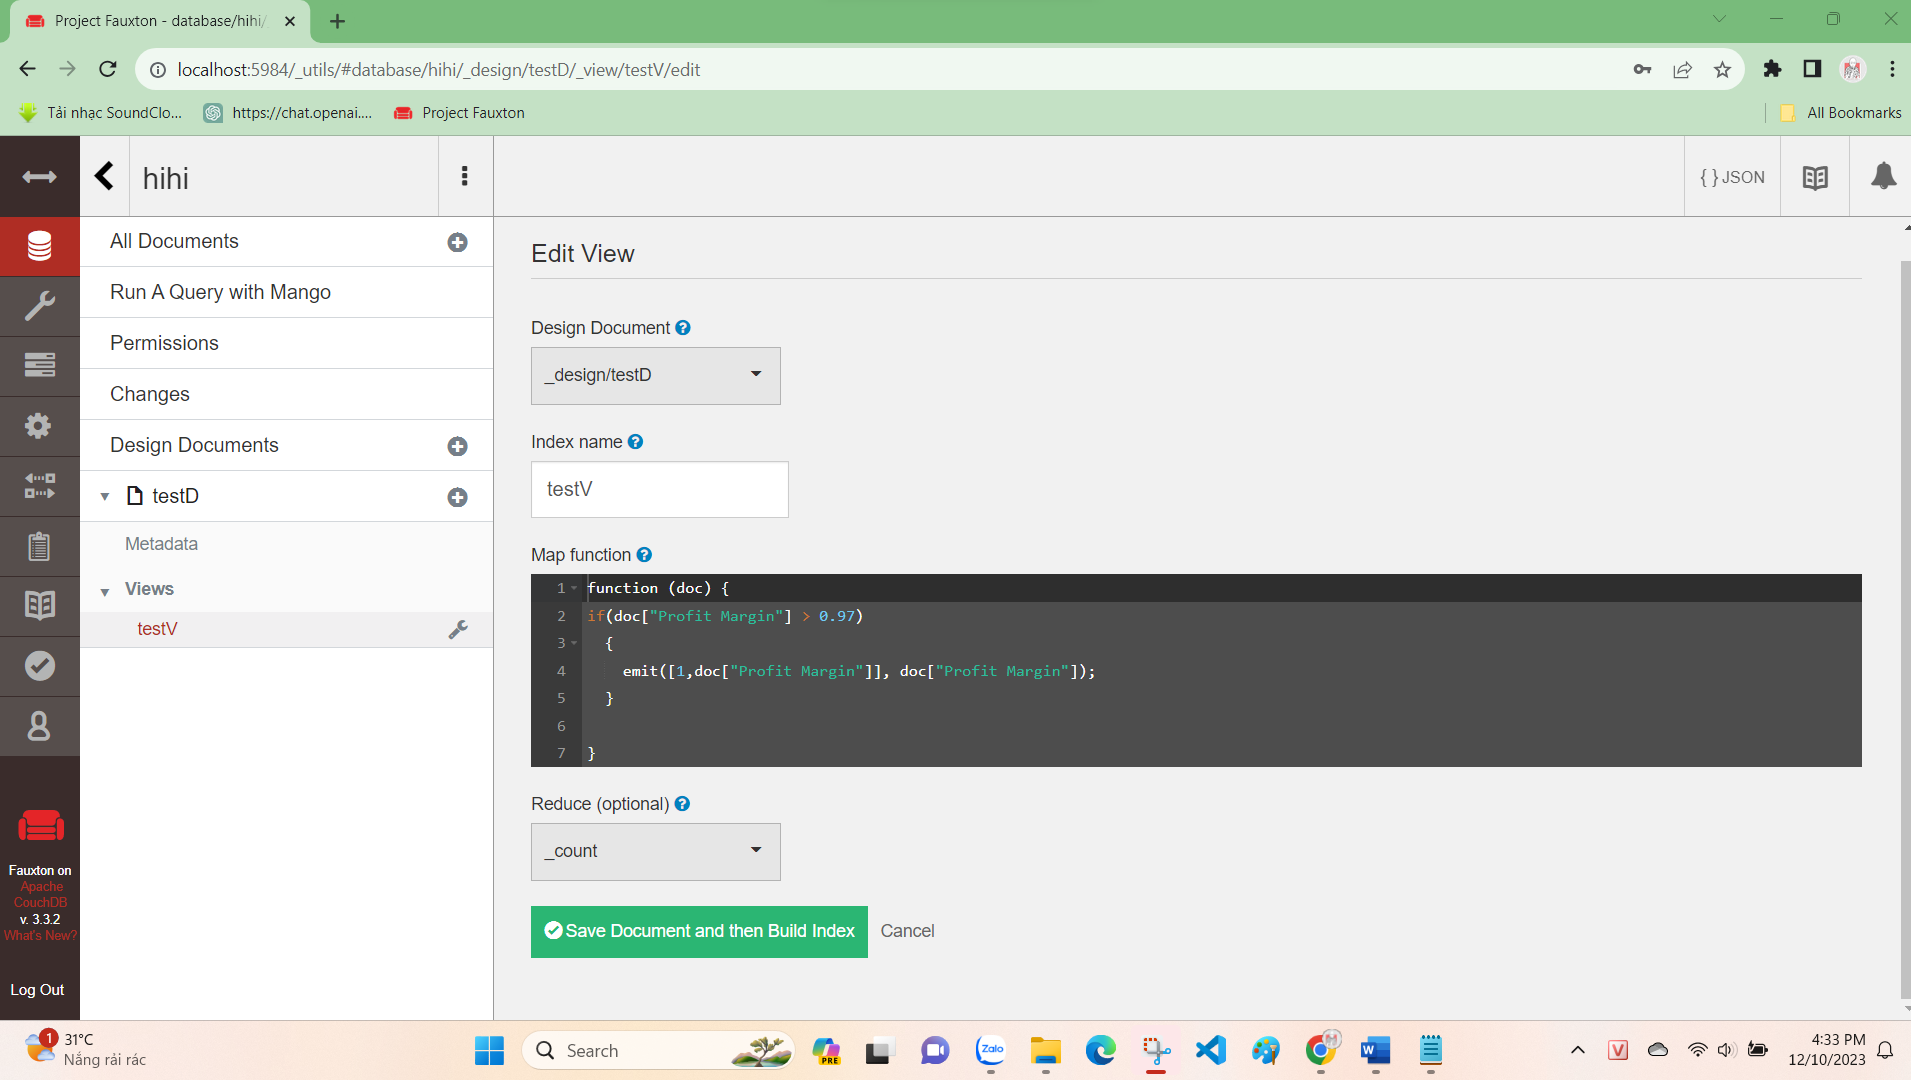 Project Fauxton - database/hihi/
localhost:5984/_utils/#database/hihi/_design/testD/_view/testV/edit
Tải nhạc SoundClo...
https://chat.openai....
Project Fauxton
All Bookmarks
hihi
{ } JSON
All Documents
Run A Query with Mango
Permissions
Changes
Design Documents
testD
Metadata
Views
testV
Edit View
Design Document
_design/testD
Index name
testV
Map function
1 function (doc) {
2 if(doc["Profit Margin"] > 0.97)
3 {
4 emit([1,doc["Profit Margin"]], doc["Profit Margin"]);
5 }
6
7 }
Reduce (optional)
_count
Save Document and then Build Index
Cancel
Fauxton on
Apache
CouchDB
v. 3.3.2
What's New?
Log Out
1
31°C
Nắng rải rác
Search
PRE
Zalo
W
V
4:33 PM
12/10/2023